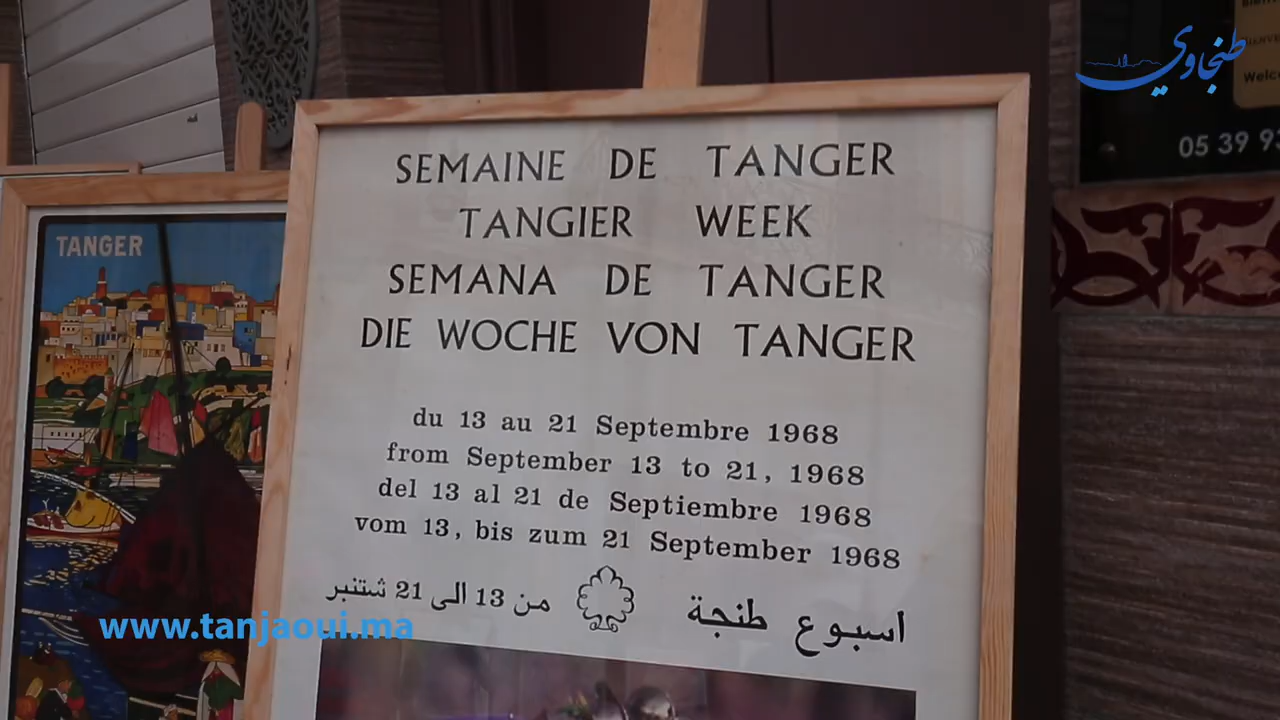 طنجاوي
Welco
05 39 93
TANGER
SEMAINE DE TANGER
TANGIER WEEK
SEMANA DE TANGER
DIE WOCHE VON TANGER
du 13 au 21 Septembre 1968
from September 13 to 21, 1968
del 13 al 21 de Septiembre 1968
vom 13, bis zum 21 September 1968
اسبوع طنجة من 13 الى 21 شتنبر
www.tanjaoui.ma